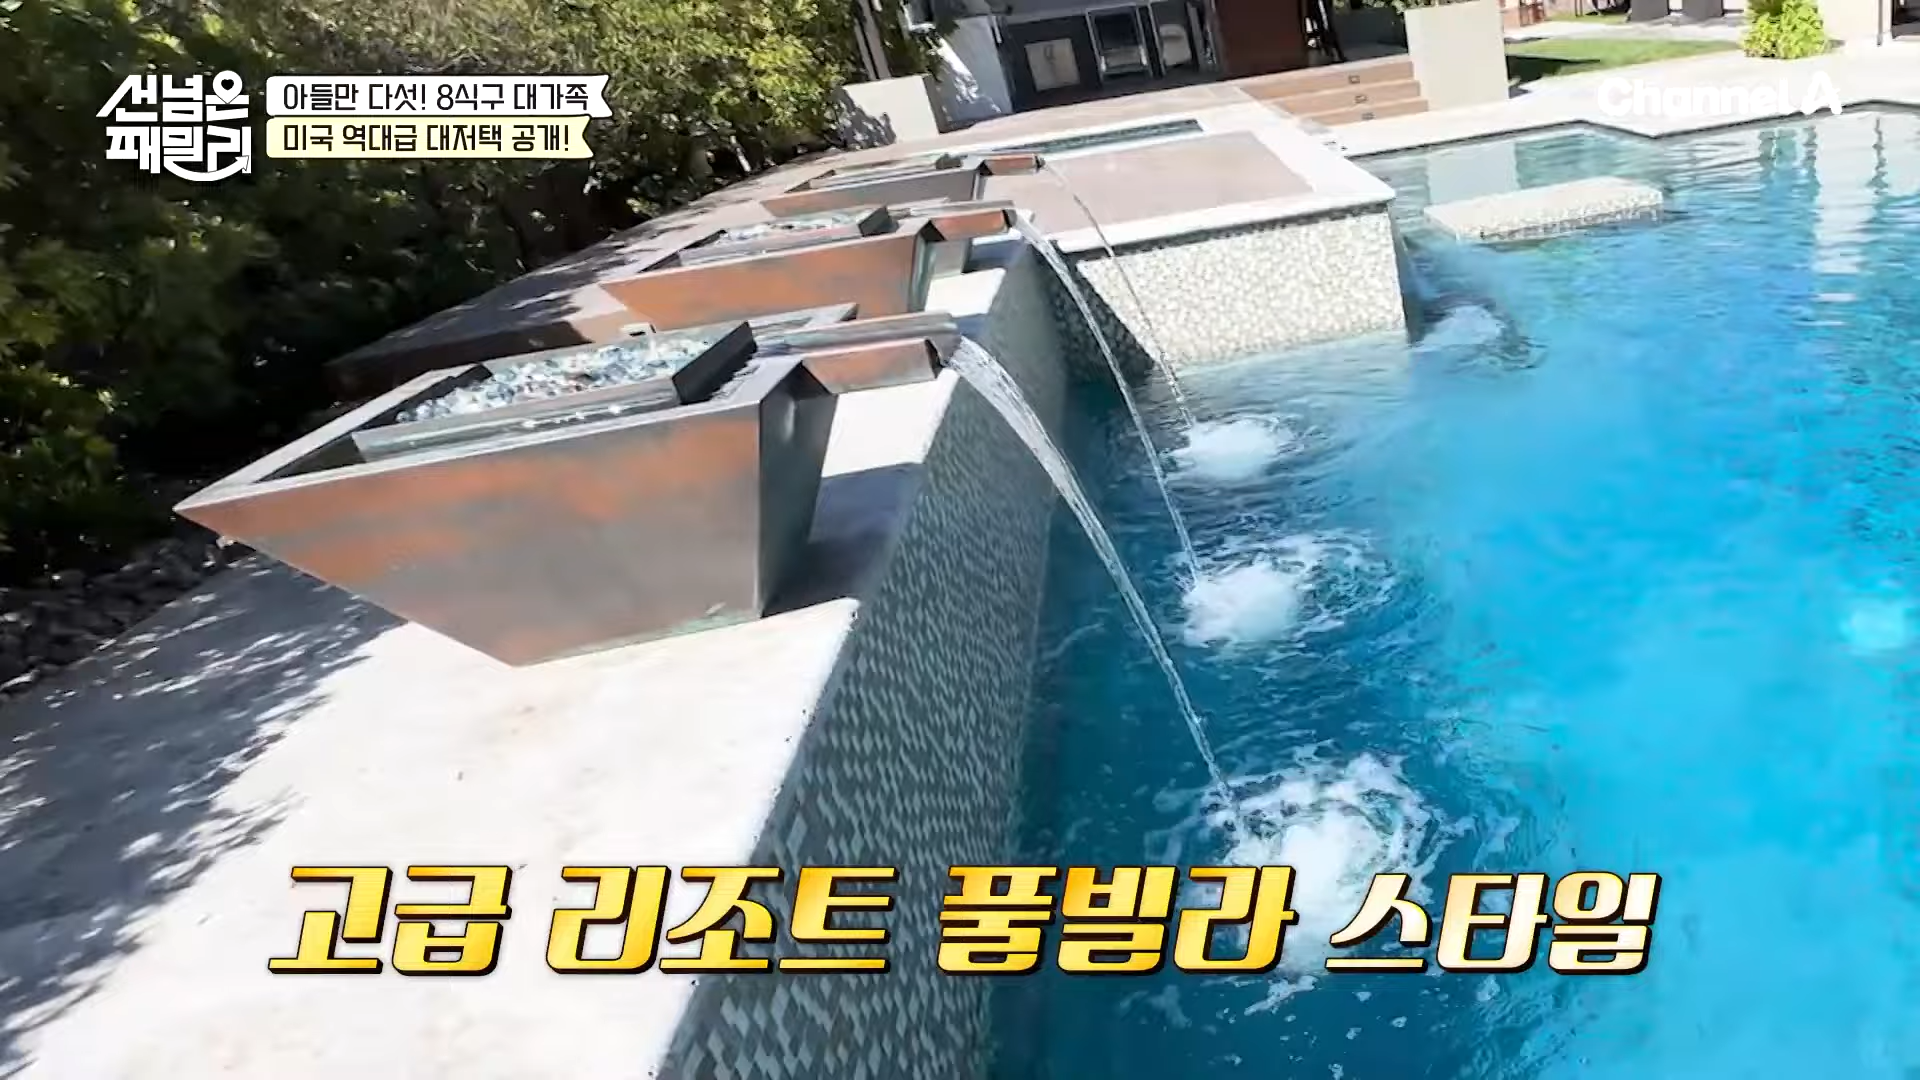 선넘은
패밀리
아들만 다섯! 8식구 대가족
미국 역대급 대저택 공개!
Channel A
고급 리조트 풀빌라 스타일